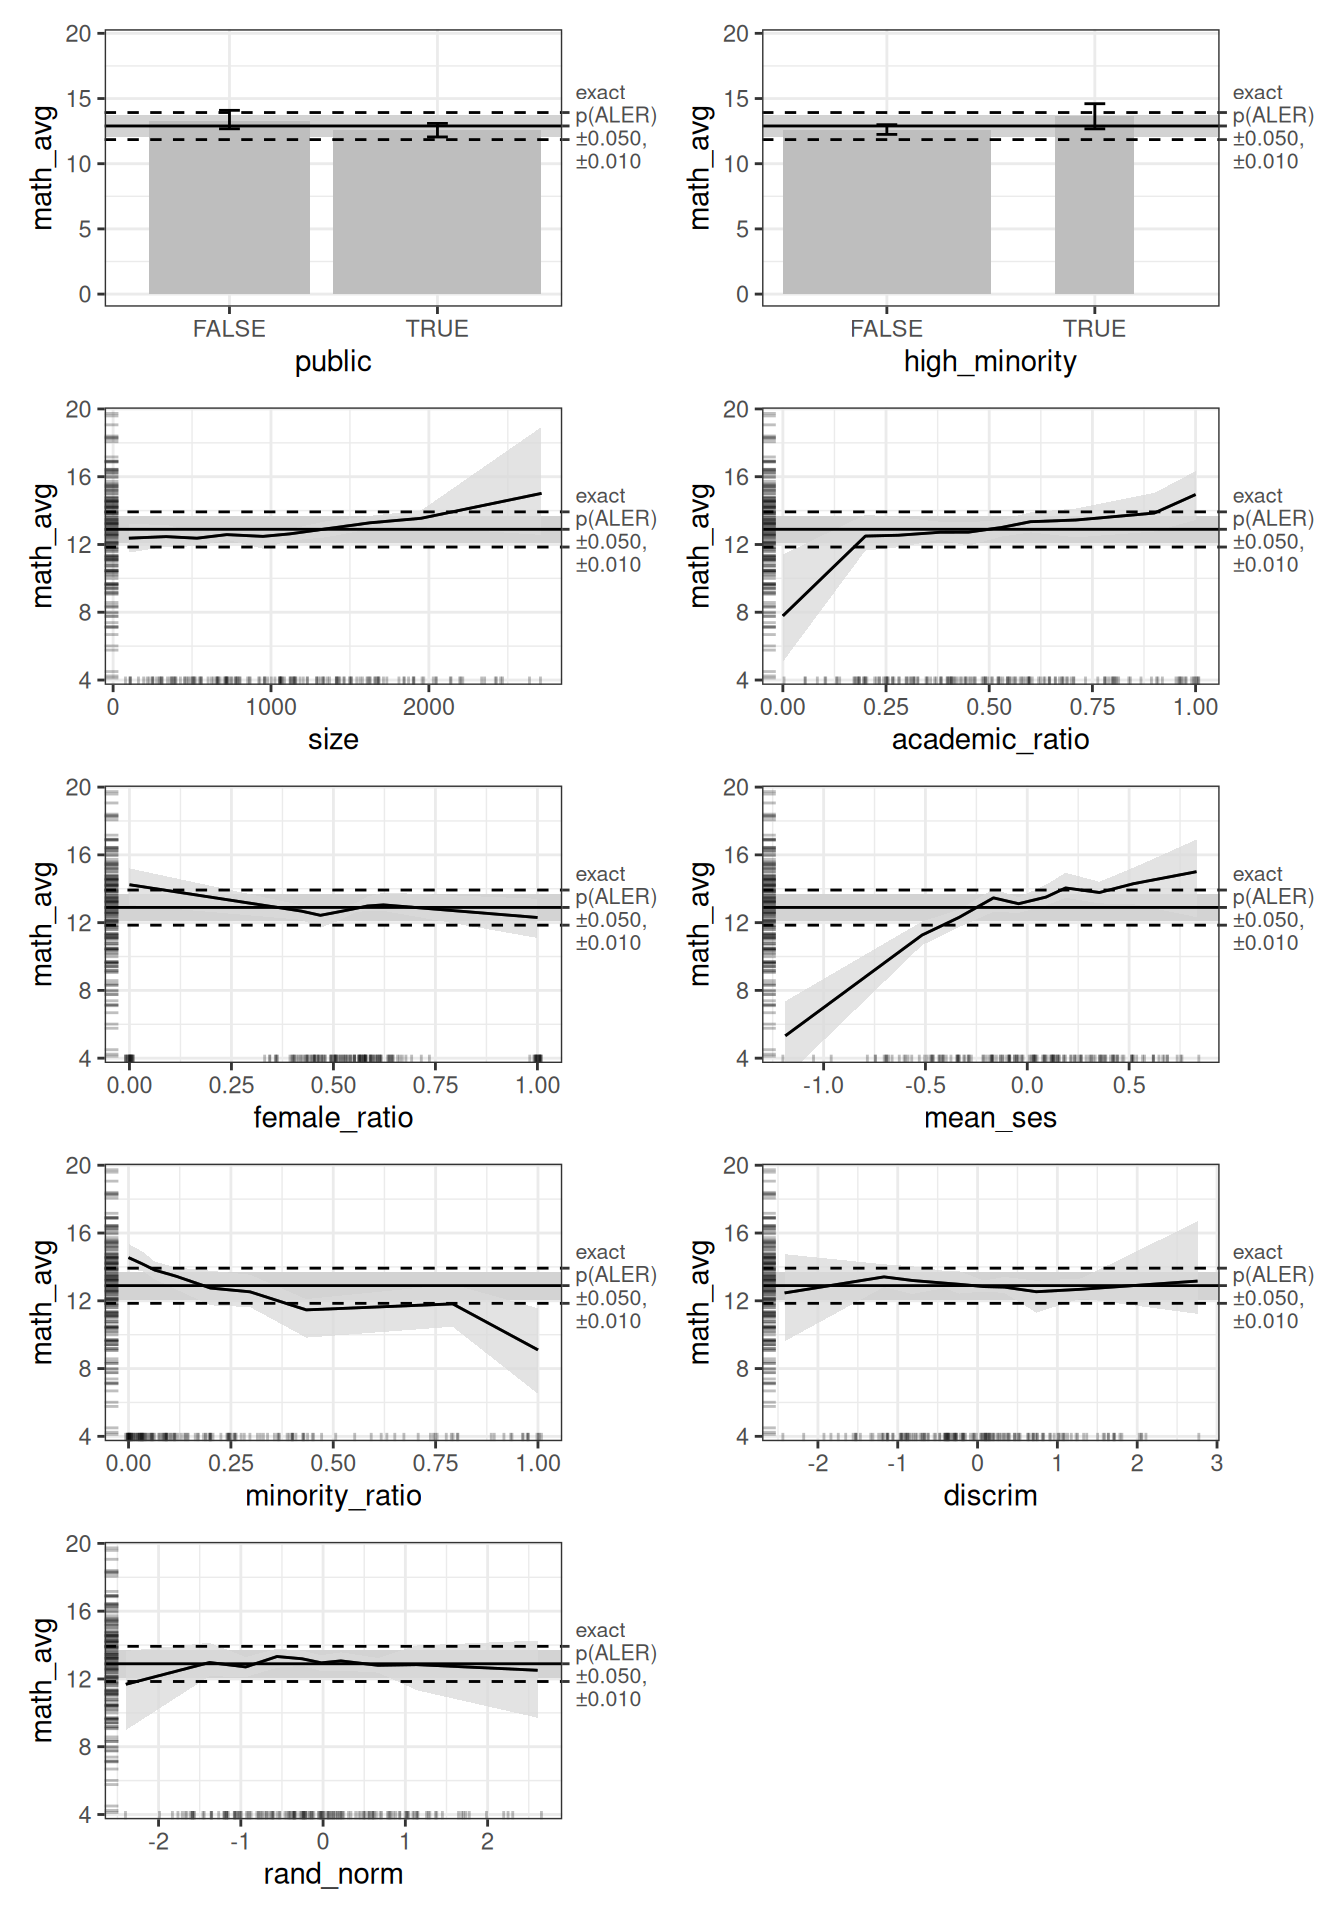 20
15
10
5
0
math_avg
FALSE TRUE
public
exact
p(ALER)
±0.050,
±0.010
20
15
10
5
0
math_avg
FALSE TRUE
high_minority
exact
p(ALER)
±0.050,
±0.010
20
16
12
8
4
math_avg
0 1000 2000
size
exact
p(ALER)
±0.050,
±0.010
20
16
12
8
4
math_avg
0.00 0.25 0.50 0.75 1.00
academic_ratio
exact
p(ALER)
±0.050,
±0.010
20
16
12
8
4
math_avg
0.00 0.25 0.50 0.75 1.00
female_ratio
exact
p(ALER)
±0.050,
±0.010
20
16
12
8
4
math_avg
-1.0 -0.5 0.0 0.5
mean_ses
exact
p(ALER)
±0.050,
±0.010
20
16
12
8
4
math_avg
0.00 0.25 0.50 0.75 1.00
minority_ratio
exact
p(ALER)
±0.050,
±0.010
20
16
12
8
4
math_avg
-2 -1 0 1 2 3
discrim
exact
p(ALER)
±0.050,
±0.010
20
16
12
8
4
math_avg
-2 -1 0 1 2
rand_norm
exact
p(ALER)
±0.050,
±0.010